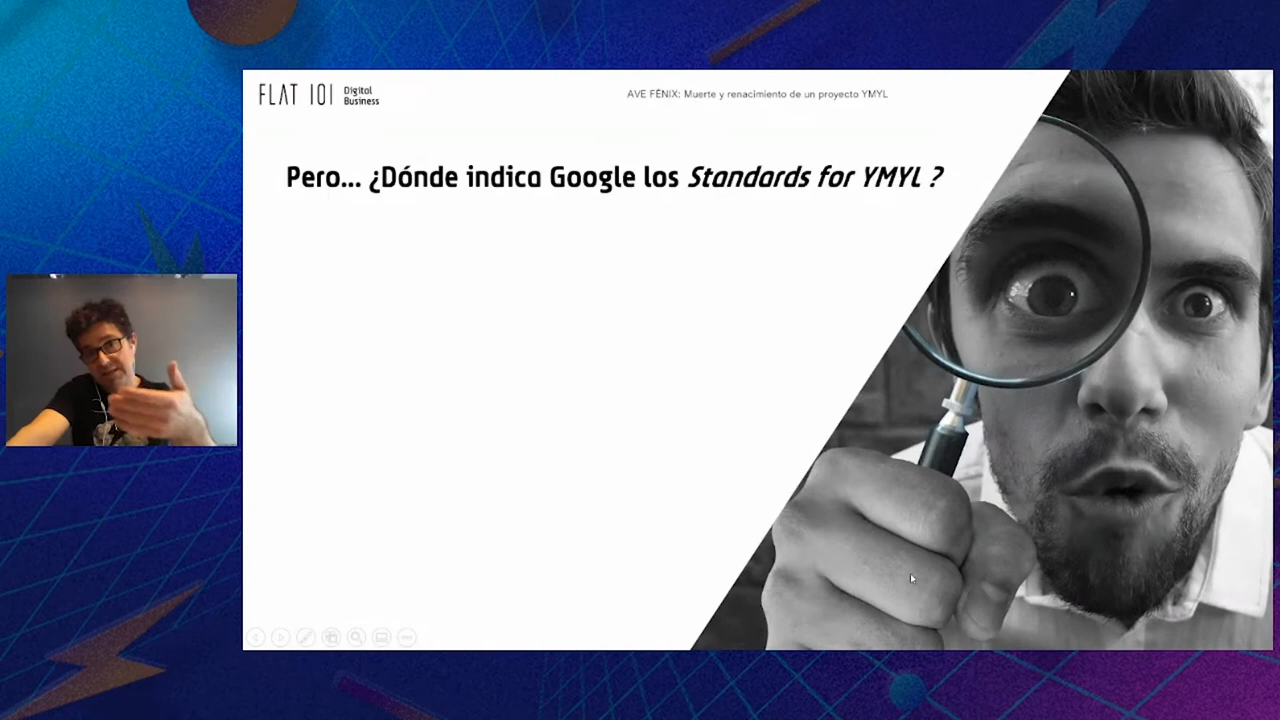 FLAT 101 Digital Business
AVE FÉNIX: Muerte y renacimiento de un proyecto YMYL
Pero... ¿Dónde indica Google los Standards for YMYL ?